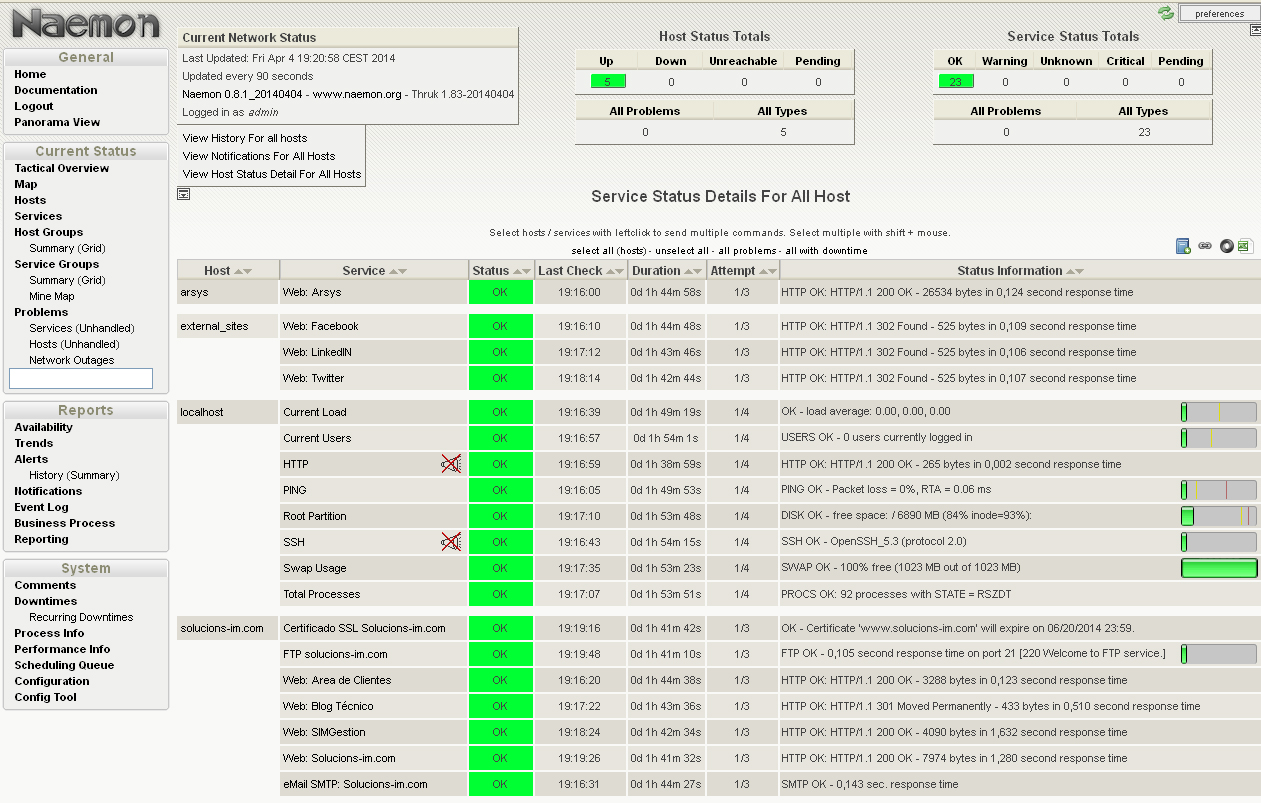 Naemon
preferences
General
Home
Documentation
Logout
Panorama View
Current Status
Tactical Overview
Map
Hosts
Services
Host Groups
Summary (Grid)
Service Groups
Summary (Grid)
Mine Map
Problems
Services (Unhandled)
Hosts (Unhandled)
Network Outages
Reports
Availability
Trends
Alerts
History (Summary)
Notifications
Event Log
Business Process
Reporting
System
Comments
Downtimes
Recurring Downtimes
Process Info
Performance Info
Scheduling Queue
Configuration
Config Tool
Current Network Status
Last Updated: Fri Apr 4 19:20:58 CEST 2014
Updated every 90 seconds
Naemon 0.8.1_20140404 - www.naemon.org - Thruk 1.83-20140404
Logged in as admin
View History For all hosts
View Notifications For All Hosts
View Host Status Detail For All Hosts
Host Status Totals
Up Down Unreachable Pending
5 0 0 0
All Problems All Types
0 5
Service Status Totals
OK Warning Unknown Critical Pending
23 0 0 0 0
All Problems All Types
0 23
Service Status Details For All Host
Select hosts / services with leftclick to send multiple commands. Select multiple with shift + mouse.
select all (hosts) - unselect all - all problems - all with downtime
Host Service Status Last Check Duration Attempt Status Information
arsys Web: Arsys OK 19:16:00 0d 1h 44m 58s 1/3 HTTP OK: HTTP/1.1 200 OK - 26534 bytes in 0,124 second response time
external_sites Web: Facebook OK 19:16:10 0d 1h 44m 48s 1/3 HTTP OK: HTTP/1.1 302 Found - 525 bytes in 0,109 second response time
Web: LinkedIN OK 19:17:12 0d 1h 43m 46s 1/3 HTTP OK: HTTP/1.1 302 Found - 525 bytes in 0,106 second response time
Web: Twitter OK 19:18:14 0d 1h 42m 44s 1/3 HTTP OK: HTTP/1.1 302 Found - 525 bytes in 0,107 second response time
localhost Current Load OK 19:16:39 0d 1h 49m 19s 1/4 OK - load average: 0.00, 0.00, 0.00
Current Users OK 19:16:57 0d 1h 54m 1s 1/4 USERS OK - 0 users currently logged in
HTTP OK 19:16:59 0d 1h 38m 59s 1/4 HTTP OK: HTTP/1.1 200 OK - 265 bytes in 0,002 second response time
PING OK 19:16:05 0d 1h 49m 53s 1/4 PING OK - Packet loss = 0%, RTA = 0.06 ms
Root Partition OK 19:17:10 0d 1h 53m 48s 1/4 DISK OK - free space: / 6890 MB (84% inode=93%):
SSH OK 19:16:43 0d 1h 54m 15s 1/4 SSH OK - OpenSSH_5.3 (protocol 2.0)
Swap Usage OK 19:17:35 0d 1h 53m 23s 1/4 SWAP OK - 100% free (1023 MB out of 1023 MB)
Total Processes OK 19:17:07 0d 1h 53m 51s 1/4 PROCS OK: 92 processes with STATE = RSZDT
solucions-im.com Certificado SSL Solucions-im.com OK 19:19:16 0d 1h 41m 42s 1/3 OK - Certificate 'www.solucions-im.com' will expire on 06/20/2014 23:59.
FTP solucions-im.com OK 19:19:48 0d 1h 41m 10s 1/3 FTP OK - 0,105 second response time on port 21 [220 Welcome to FTP service.]
Web: Area de Clientes OK 19:16:20 0d 1h 44m 38s 1/3 HTTP OK: HTTP/1.1 200 OK - 3288 bytes in 0,123 second response time
Web: Blog Técnico OK 19:17:22 0d 1h 43m 36s 1/3 HTTP OK: HTTP/1.1 301 Moved Permanently - 433 bytes in 0,510 second response time
Web: SIMGestion OK 19:18:24 0d 1h 42m 34s 1/3 HTTP OK: HTTP/1.1 200 OK - 4090 bytes in 1,632 second response time
Web: Solucions-im.com OK 19:19:26 0d 1h 41m 32s 1/3 HTTP OK: HTTP/1.1 200 OK - 7974 bytes in 1,280 second response time
eMail SMTP: Solucions-im.com OK 19:16:31 0d 1h 44m 27s 1/3 SMTP OK - 0,143 sec. response time